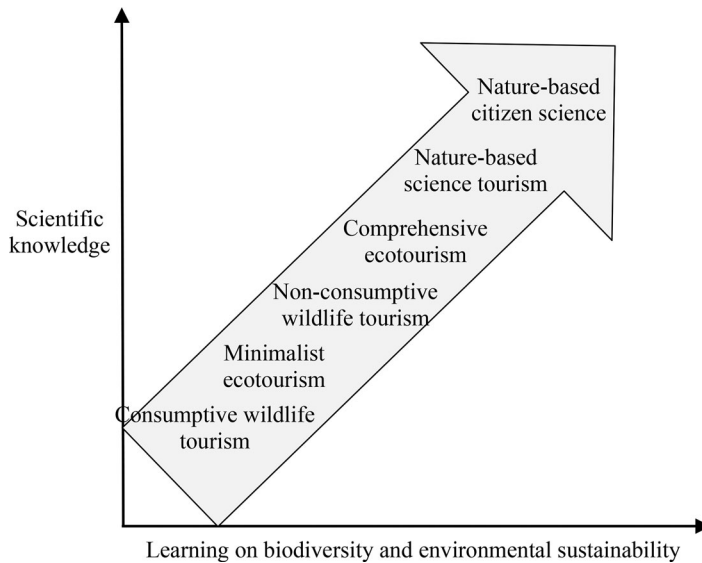 Nature-based
citizen science
Nature-based
science tourism
Scientific
knowledge
Comprehensive
ecotourism
Non-consumptive
wildlife tourism
Minimalist
ecotourism
Consumptive wildlife
tourism
Learning on biodiversity and environmental sustainability